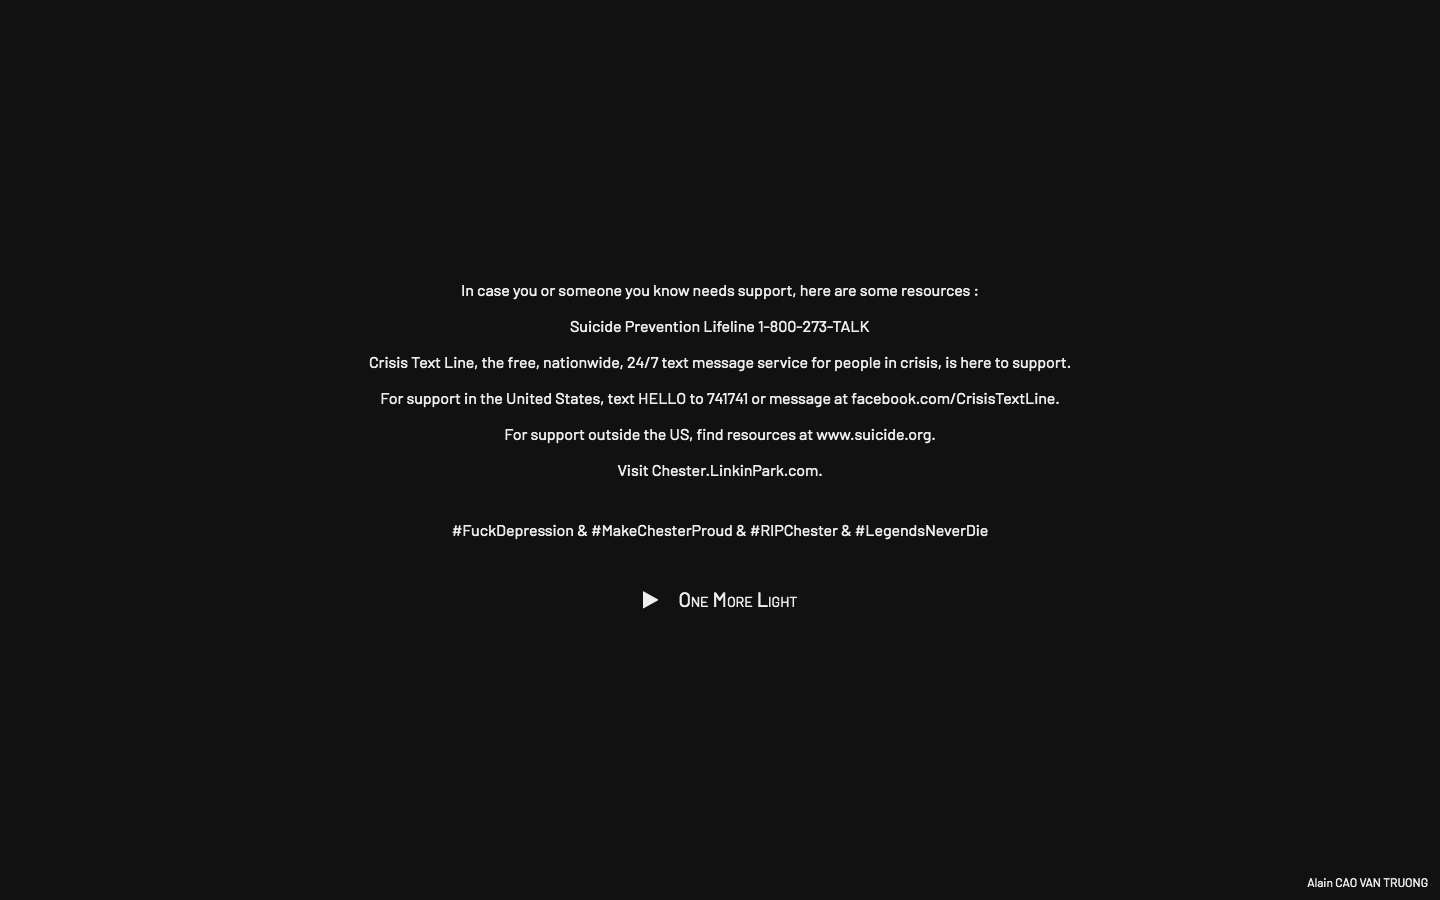 In case you or someone you know needs support, here are some resources :
Suicide Prevention Lifeline 1-800-273-TALK
Crisis Text Line, the free, nationwide, 24/7 text message service for people in crisis, is here to support.
For support in the United States, text HELLO to 741741 or message at facebook.com/CrisisTextLine.
For support outside the US, find resources at www.suicide.org.
Visit Chester.LinkinPark.com.
#FuckDepression & #MakeChesterProud & #RIPChester & #LegendsNeverDie
One More Light
Alain CAO VAN TRUONG